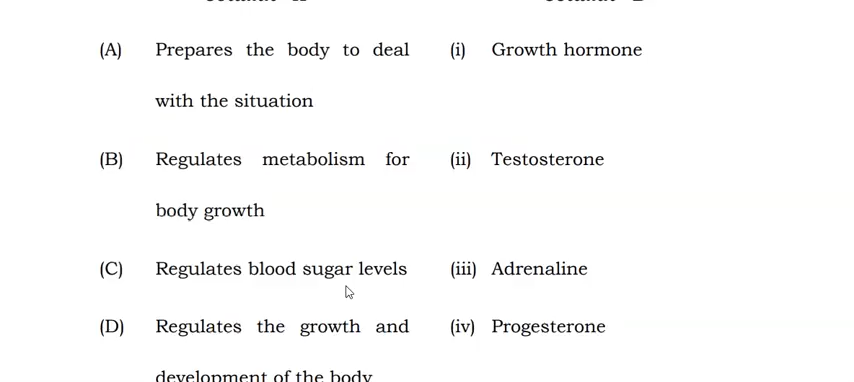 (A) Prepares the body to deal (i) Growth hormone
with the situation
(B) Regulates metabolism for (ii) Testosterone
body growth
(C) Regulates blood sugar levels (iii) Adrenaline
(D) Regulates the growth and (iv) Progesterone
development of the body